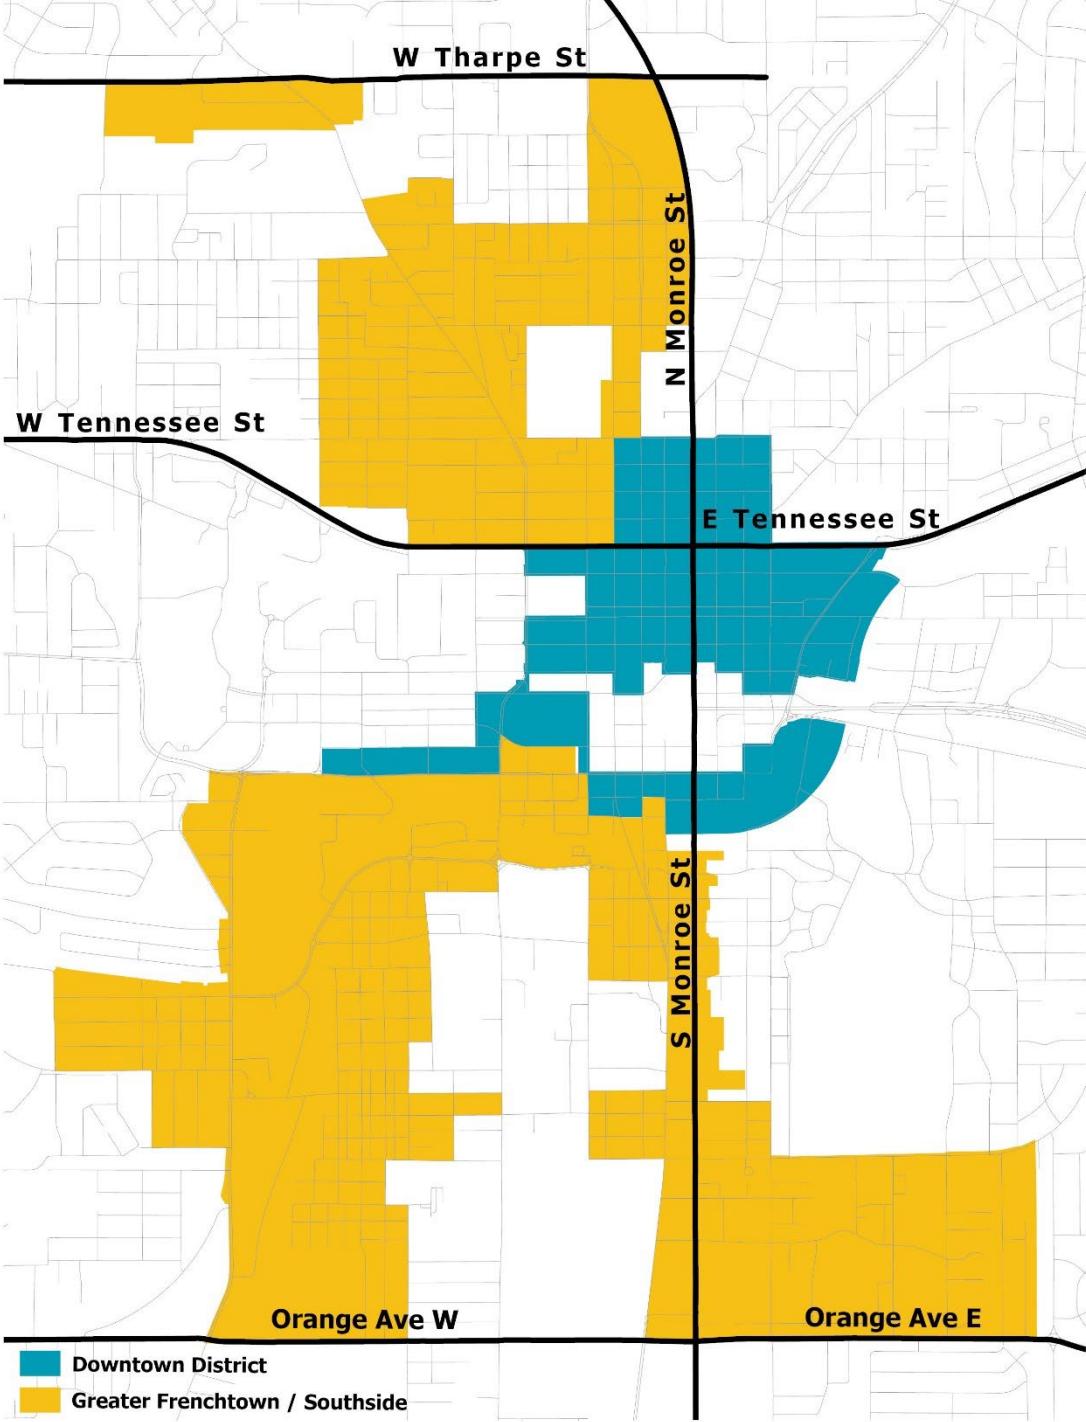 W Tharpe St
N Monroe St
W Tennessee St
E Tennessee St
S Monroe St
Orange Ave W
Orange Ave E
Downtown District
Greater Frenchtown / Southside